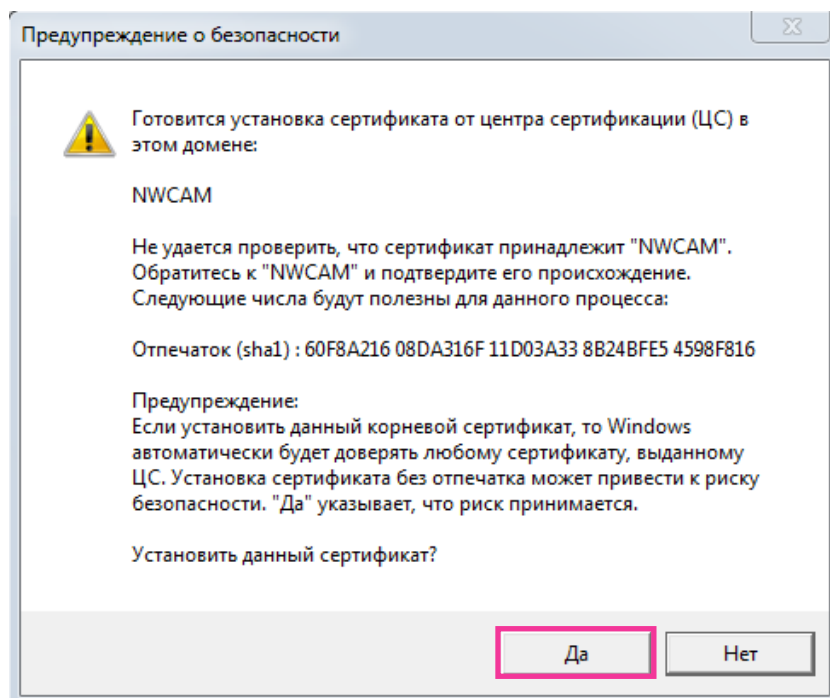 Предупреждение о безопасности
Готовится установка сертификата от центра сертификации (ЦС) в
этом домене:
NWCAM
Не удается проверить, что сертификат принадлежит "NWCAM".
Обратитесь к "NWCAM" и подтвердите его происхождение.
Следующие числа будут полезны для данного процесса:
Отпечаток (sha1) : 60F8A216 08DA316F 11D03A33 8B24BFE5 4598F816
Предупреждение:
Если установить данный корневой сертификат, то Windows
автоматически будет доверять любому сертификату, выданному
ЦС. Установка сертификата без отпечатка может привести к риску
безопасности. "Да" указывает, что риск принимается.
Установить данный сертификат?
Да
Нет